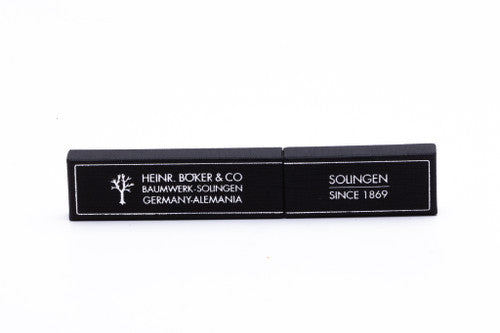 HEINR. BÖKER & CO
BAUMWERK-SOLINGEN
GERMANY-ALEMANIA
SOLINGEN
SINCE 1869